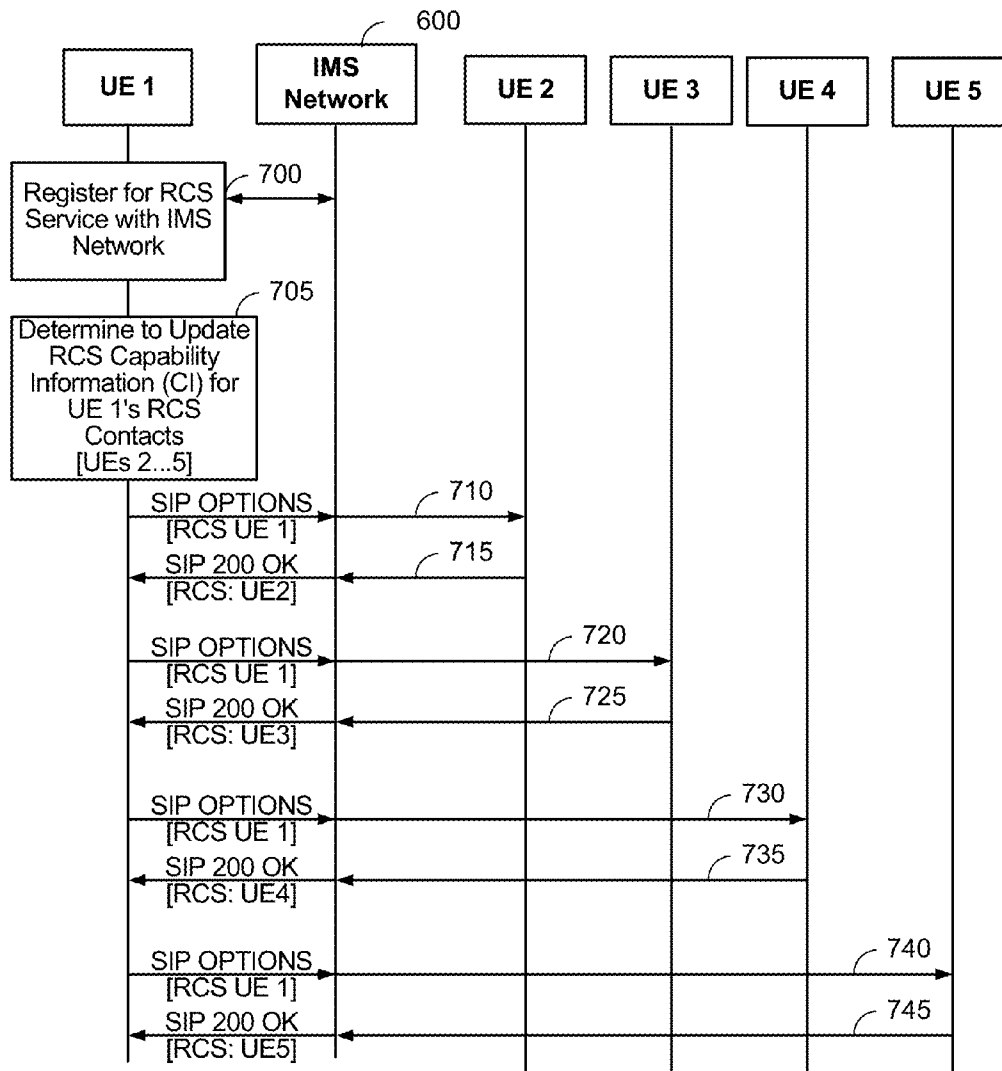 600
UE 1
IMS
Network
UE 2
UE 3
UE 4
UE 5
700
Register for RCS
Service with IMS
Network
705
Determine to Update
RCS Capability
Information (CI) for
UE 1's RCS
Contacts
[UEs 2...5]
SIP OPTIONS
[RCS UE 1]
710
SIP 200 OK
[RCS: UE2]
715
SIP OPTIONS
[RCS UE 1]
720
SIP 200 OK
[RCS: UE3]
725
SIP OPTIONS
[RCS UE 1]
730
SIP 200 OK
[RCS: UE4]
735
SIP OPTIONS
[RCS UE 1]
740
SIP 200 OK
[RCS: UE5]
745